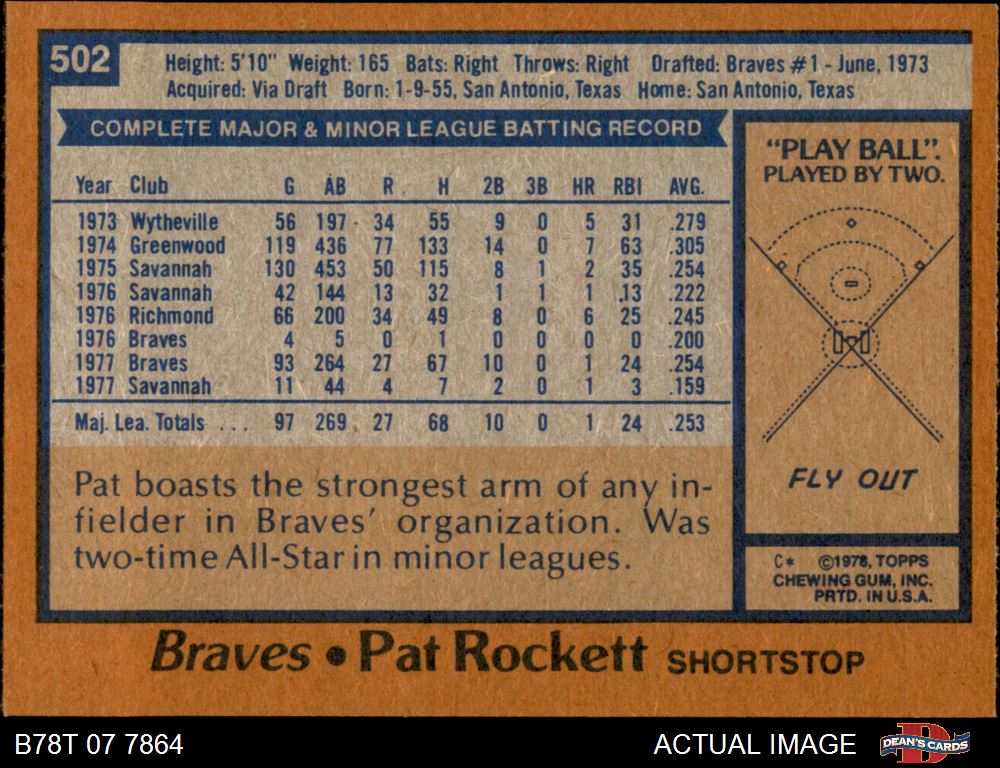 502
Height: 5'10" Weight: 165 Bats: Right Throws: Right Drafted: Braves #1 - June, 1973
Acquired: Via Draft Born: 1-9-55, San Antonio, Texas Home: San Antonio, Texas
COMPLETE MAJOR & MINOR LEAGUE BATTING RECORD
Year Club G AB R H 2B 3B HR RBI AVG.
1973 Wytheville 56 197 34 55 9 0 5 31 .279
1974 Greenwood 119 436 77 133 14 0 7 63 .305
1975 Savannah 130 453 50 115 8 1 2 35 .254
1976 Savannah 42 144 13 32 1 1 1 13 .222
1976 Richmond 66 200 34 49 8 0 6 25 .245
1976 Braves 4 5 0 1 0 0 0 0 .200
1977 Braves 93 264 27 67 10 0 1 24 .254
1977 Savannah 11 44 4 7 2 0 1 3 .159
Maj. Lea. Totals ... 97 269 27 68 10 0 1 24 .253
Pat boasts the strongest arm of any in-
fielder in Braves' organization. Was
two-time All-Star in minor leagues.
"PLAY BALL".
PLAYED BY TWO.
FLY OUT
C* ©1978, TOPPS
CHEWING GUM, INC.
PRTD. IN U.S.A.
Braves • Pat Rockett SHORTSTOP
B78T 07 7864
ACTUAL IMAGE
DEAN'S CARDS